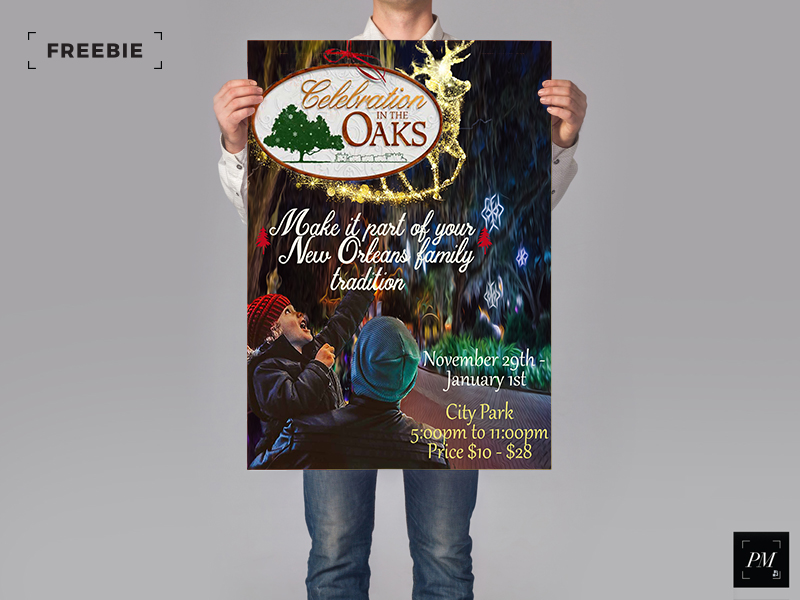 FREEBIE
Celebration
IN THE
OAKS
Make it part of your
New Orleans family
tradition
November 29th -
January 1st
City Park
5:00pm to 11:00pm
Price $10 - $28
PM